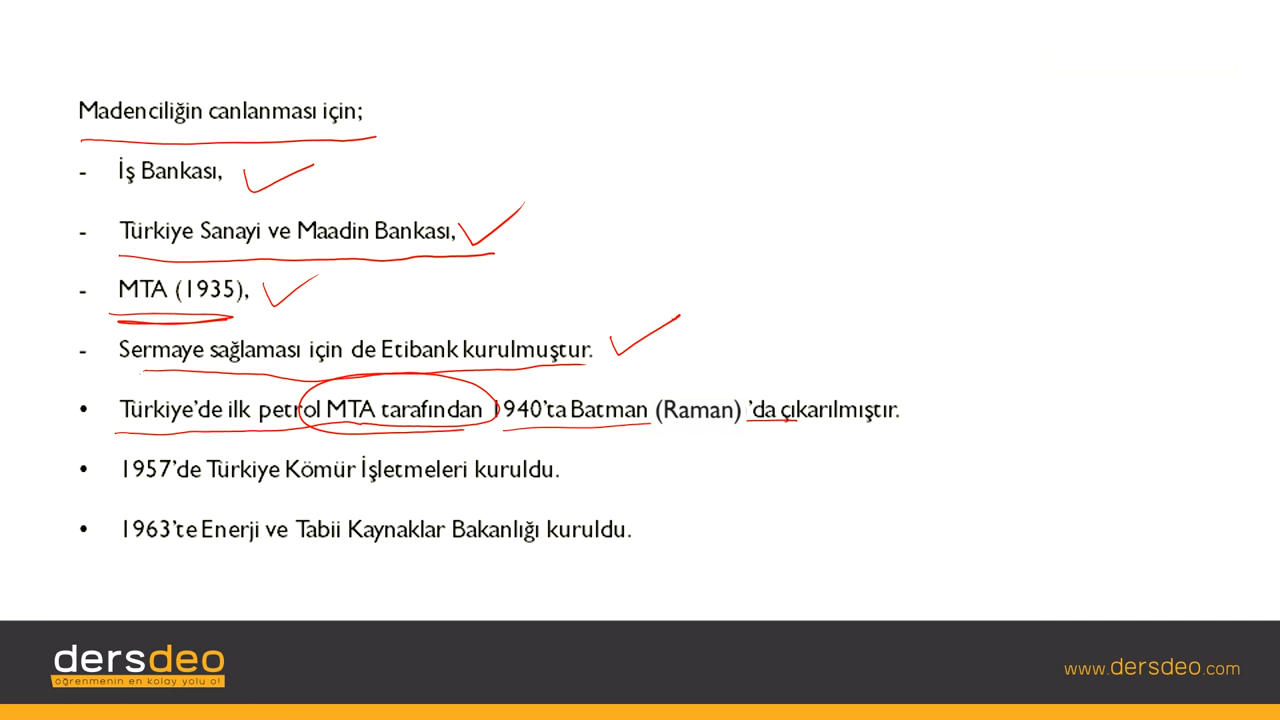 Madenciliğin canlanması için;
- İş Bankası,
- Türkiye Sanayi ve Maadin Bankası,
- MTA (1935),
- Sermaye sağlaması için de Etibank kurulmuştur.
• Türkiye'de ilk petrol MTA tarafından 1940'ta Batman (Raman) 'da çıkarılmıştır.
• 1957'de Türkiye Kömür İşletmeleri kuruldu.
• 1963'te Enerji ve Tabii Kaynaklar Bakanlığı kuruldu.
dersdeo
öğrenmenin en kolay yolu o!
www.dersdeo.com